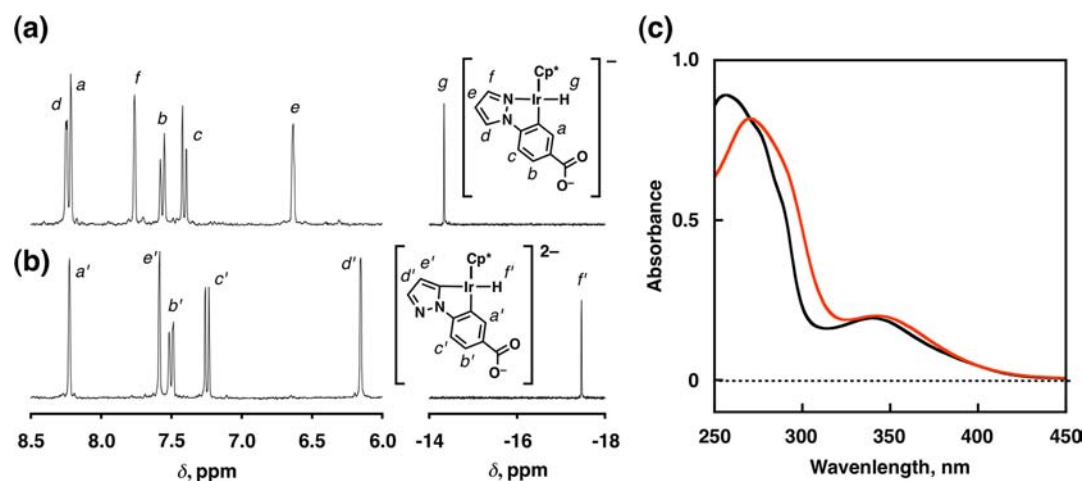 (a)
d
a
f
b
c
e
g
–
Cp*
f
g
e
N
Ir
H
N
d
a
c
b
O
O–
(b)
a'
e'
b'
c'
d'
2–
Cp*
d'
e'
f'
Ir
H
N
N
a'
c'
b'
O
O–
f'
8.5 8.0 7.5 7.0 6.5 6.0
-14 -16 -18
δ, ppm
δ, ppm
(c)
1.0
0.5
0
Absorbance
250 300 350 400 450
Wavenlength, nm